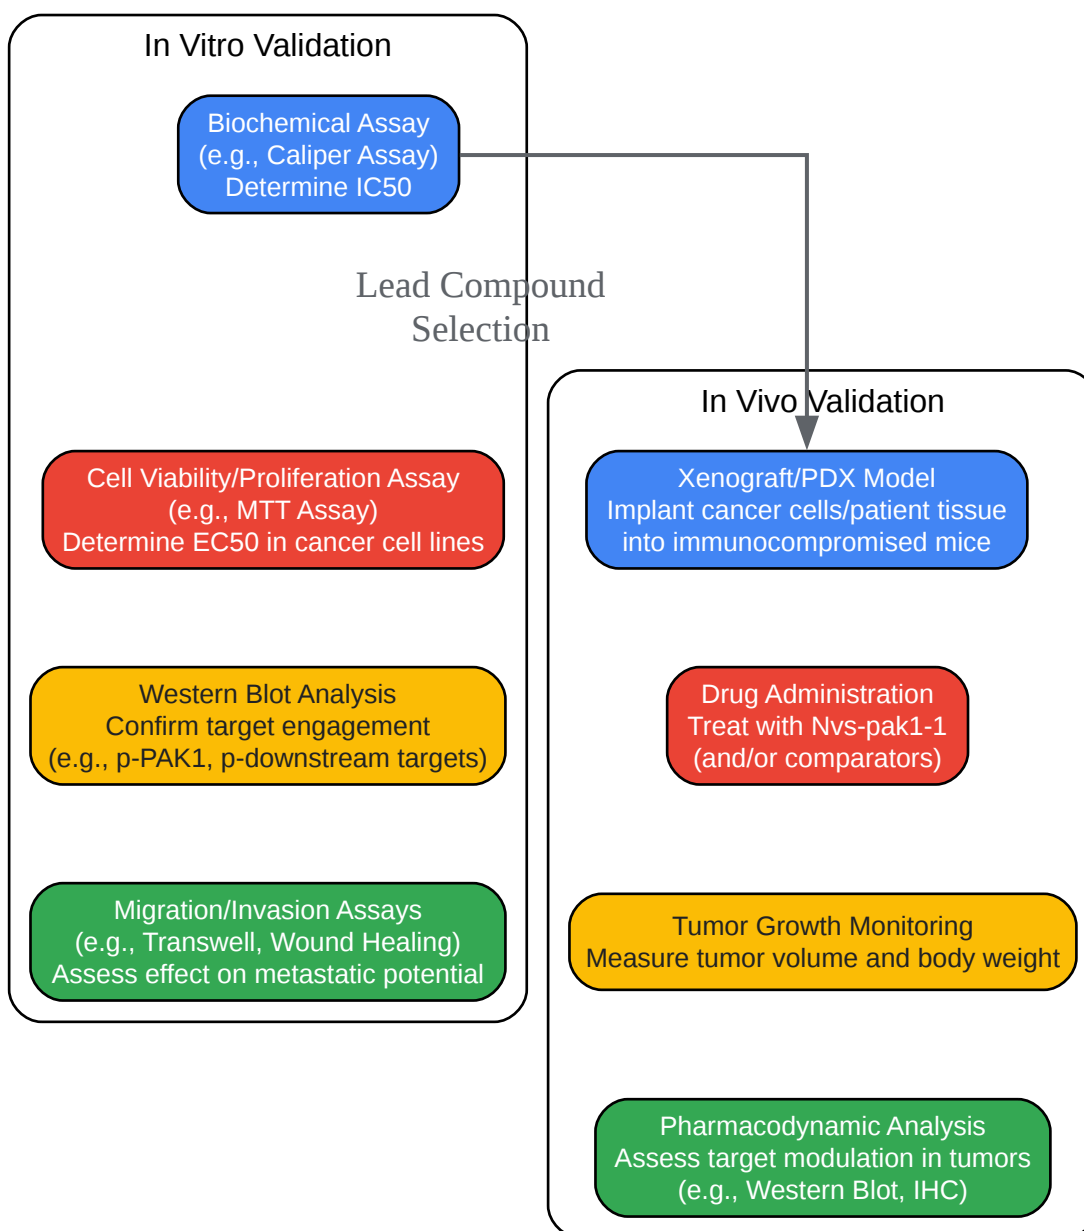 In Vitro Validation
Biochemical Assay
(e.g., Caliper Assay)
Determine IC50
Lead Compound
Selection
Cell Viability/Proliferation Assay
(e.g., MTT Assay)
Determine EC50 in cancer cell lines
Western Blot Analysis
Confirm target engagement
(e.g., p-PAK1, p-downstream targets)
Migration/Invasion Assays
(e.g., Transwell, Wound Healing)
Assess effect on metastatic potential
In Vivo Validation
Xenograft/PDX Model
Implant cancer cells/patient tissue
into immunocompromised mice
Drug Administration
Treat with Nvs-pak1-1
(and/or comparators)
Tumor Growth Monitoring
Measure tumor volume and body weight
Pharmacodynamic Analysis
Assess target modulation in tumors
(e.g., Western Blot, IHC)